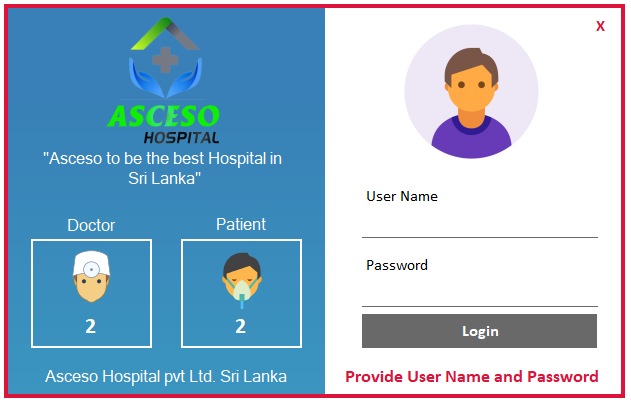 ASCESO
HOSPITAL
"Asceso to be the best Hospital in
Sri Lanka"
Doctor
Patient
2
2
Asceso Hospital pvt Ltd. Sri Lanka
X
User Name
Password
Login
Provide User Name and Password